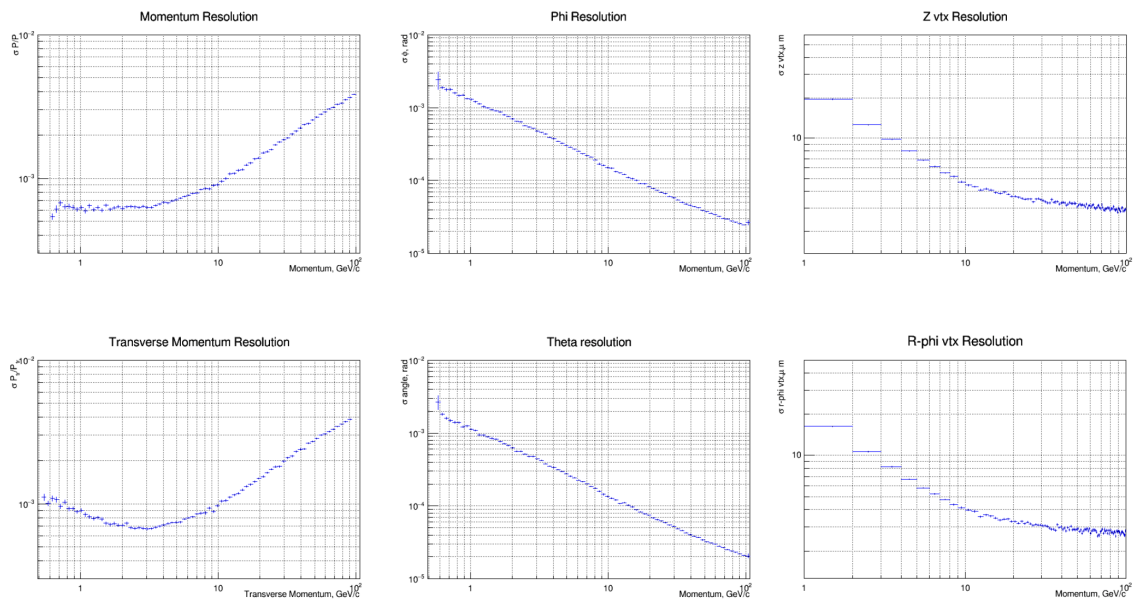 Momentum Resolution
Phi Resolution
Z vtx Resolution
σ P/P
10⁻²
10⁻³
1
10
10²
Momentum, GeV/c
σ ϕ, rad
10⁻²
10⁻³
10⁻⁴
10⁻⁵
1
10
10²
Momentum, GeV/c
10
1
10
10²
Momentum, GeV/c
Transverse Momentum Resolution
Theta resolution
R-phi vtx Resolution
10⁻²
10⁻³
1
10
10²
Transverse Momentum, GeV/c
σ angle, rad
10⁻²
10⁻³
10⁻⁴
10⁻⁵
1
10
10²
Momentum, GeV/c
σ r-phi vtx,μ m
10
1
10
10²
Momentum, GeV/c